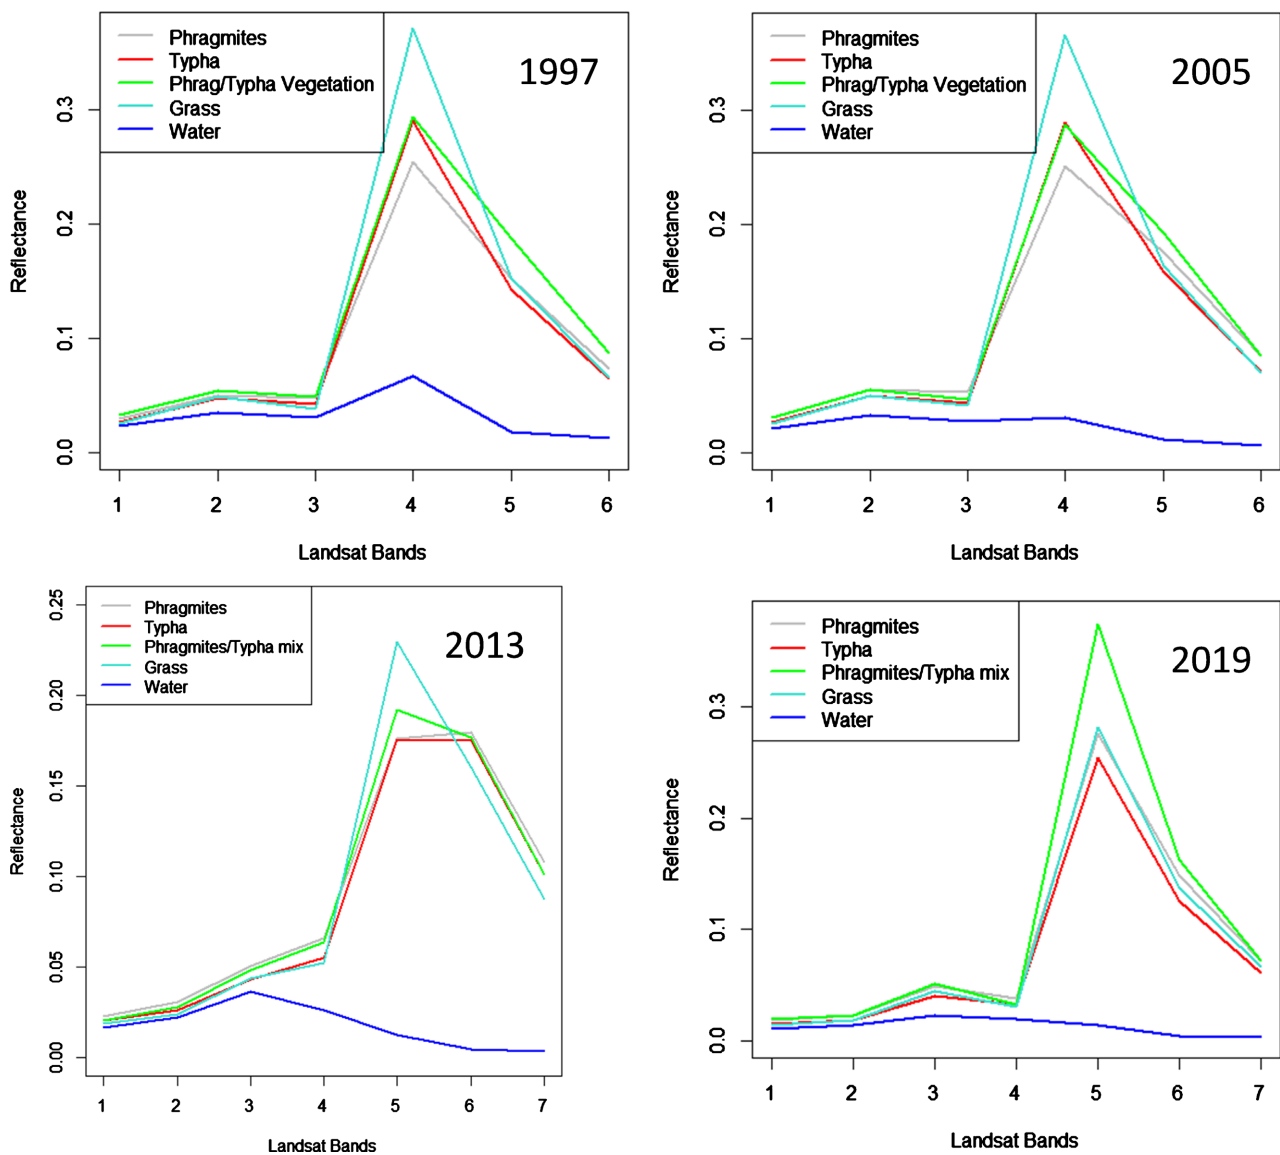 Phragmites
Typha
Phrag/Typha Vegetation
Grass
Water
1997
Reflectance
0.3
0.2
0.1
0.0
1 2 3 4 5 6
Landsat Bands
Phragmites
Typha
Phrag/Typha Vegetation
Grass
Water
2005
Reflectance
0.3
0.2
0.1
0.0
1 2 3 4 5 6
Landsat Bands
Phragmites
Typha
Phragmites/Typha mix
Grass
Water
2013
Reflectance
0.25
0.20
0.15
0.10
0.05
0.00
1 2 3 4 5 6 7
Landsat Bands
Phragmites
Typha
Phragmites/Typha mix
Grass
Water
2019
Reflectance
0.3
0.2
0.1
0.0
1 2 3 4 5 6 7
Landsat Bands